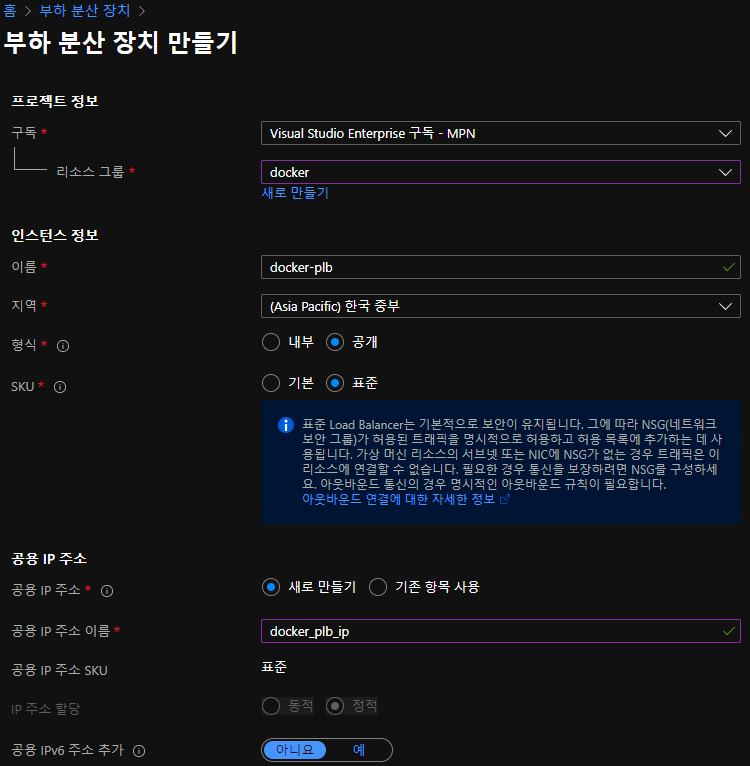 홈 > 부하 분산 장치 >
부하 분산 장치 만들기
프로젝트 정보
구독 *
Visual Studio Enterprise 구독 - MPN
리소스 그룹 *
docker
새로 만들기
인스턴스 정보
이름 *
docker-plb
지역 *
(Asia Pacific) 한국 중부
형식 *
내부 공개
SKU *
기본 표준
표준 Load Balancer는 기본적으로 보안이 유지됩니다. 그에 따라 NSG(네트워크
보안 그룹)가 허용된 트래픽을 명시적으로 허용하고 허용 목록에 추가하는 데 사
용됩니다. 가상 머신 리소스의 서브넷 또는 NIC에 NSG가 없는 경우 트래픽은 이
리소스에 연결할 수 없습니다. 필요한 경우 통신을 보장하려면 NSG를 구성하세
요. 아웃바운드 통신의 경우 명시적인 아웃바운드 규칙이 필요합니다.
아웃바운드 연결에 대한 자세한 정보
공용 IP 주소
공용 IP 주소 *
새로 만들기 기존 항목 사용
공용 IP 주소 이름 *
docker_plb_ip
공용 IP 주소 SKU
표준
IP 주소 할당
동적 정적
공용 IPv6 주소 추가
아니요 예